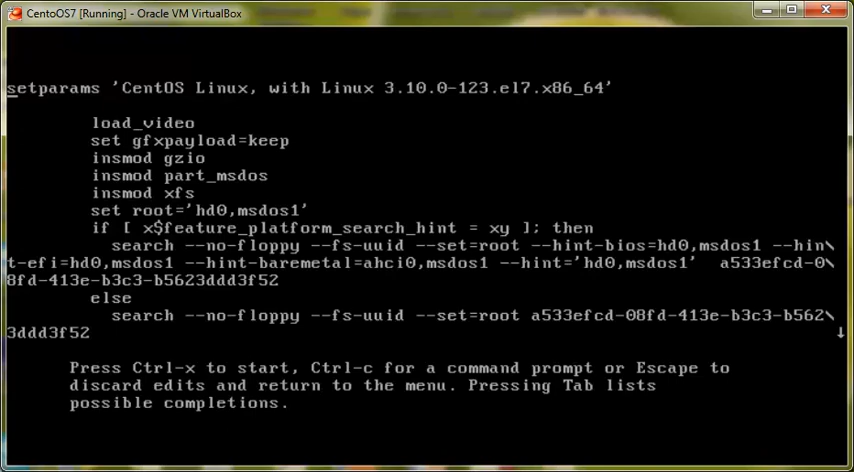 CentOS7 [Running] - Oracle VM VirtualBox
setparams 'CentOS Linux, with Linux 3.10.0-123.el7.x86_64'
load_video
set gfxpayload=keep
insmod gzio
insmod part_msdos
insmod xfs
set root='hd0,msdos1'
if [ x$feature_platform_search_hint = xy ]; then
search --no-floppy --fs-uuid --set=root --hint-bios=hd0,msdos1 --hin\
t-efi=hd0,msdos1 --hint-baremetal=ahci0,msdos1 --hint='hd0,msdos1'  a533efcd-0\
8fd-413e-b3c3-b5623ddd3f52
else
search --no-floppy --fs-uuid --set=root a533efcd-08fd-413e-b3c3-b562\
3ddd3f52
Press Ctrl-x to start, Ctrl-c for a command prompt or Escape to
discard edits and return to the menu. Pressing Tab lists
possible completions.